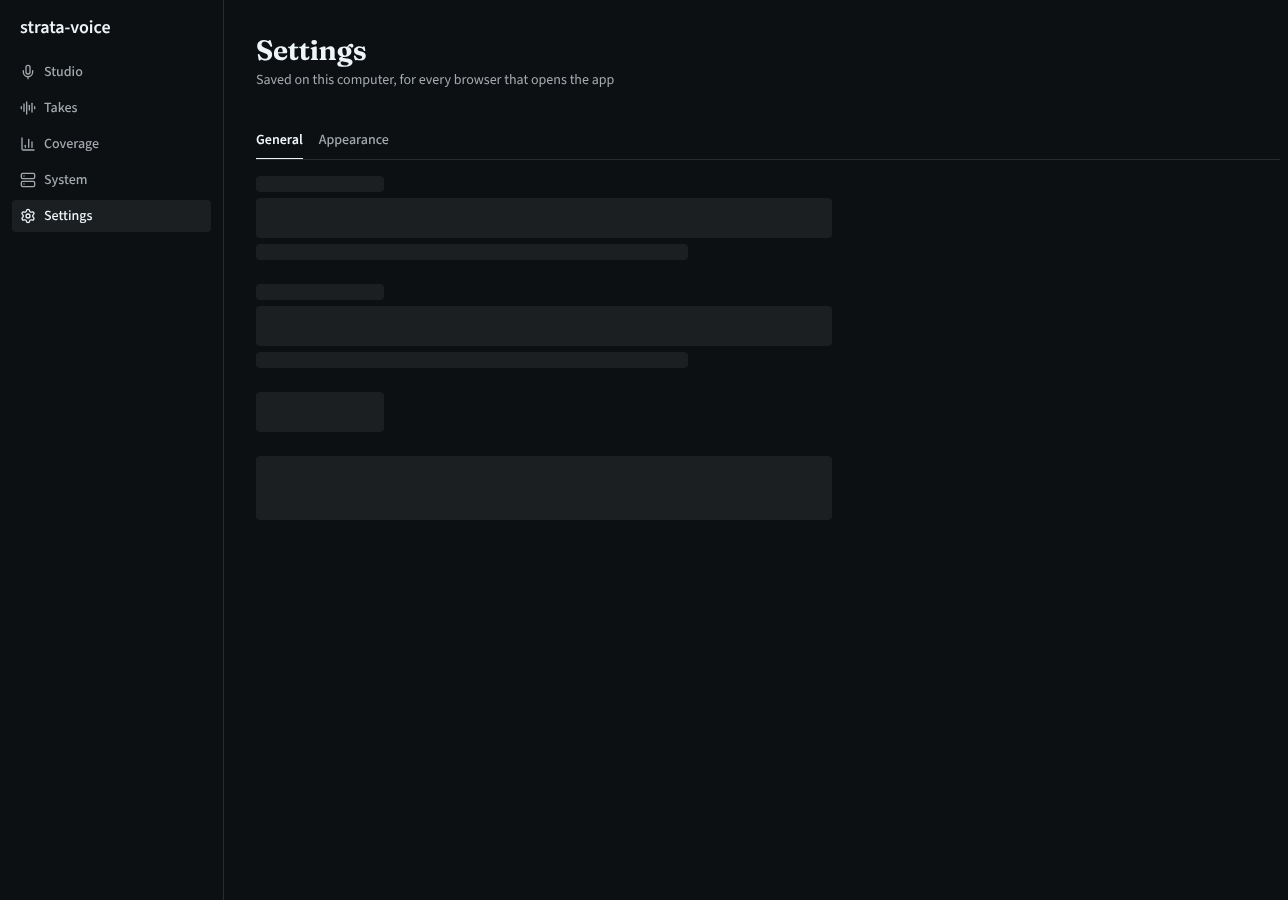 strata-voice
Studio
Takes
Coverage
System
Settings
Settings
Saved on this computer, for every browser that opens the app
General
Appearance